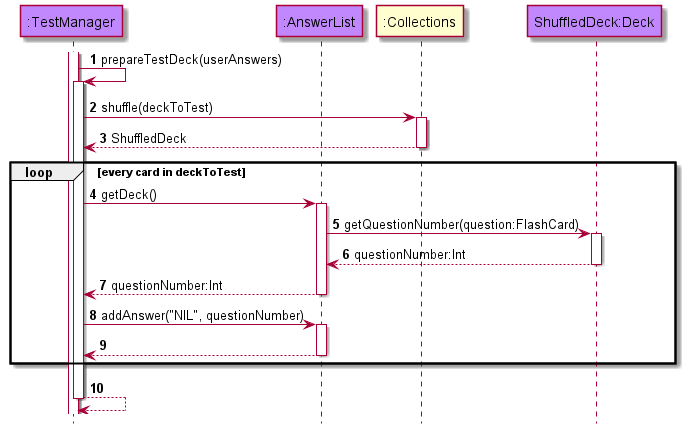 :TestManager :AnswerList :Collections ShuffledDeck:Deck
1 prepareTestDeck(userAnswers)
2 shuffle(deckToTest)
3 ShuffledDeck
loop [every card in deckToTest]
4 getDeck()
5 getQuestionNumber(question:FlashCard)
6 questionNumber:Int
7 questionNumber:Int
8 addAnswer("NIL", questionNumber)
9
10